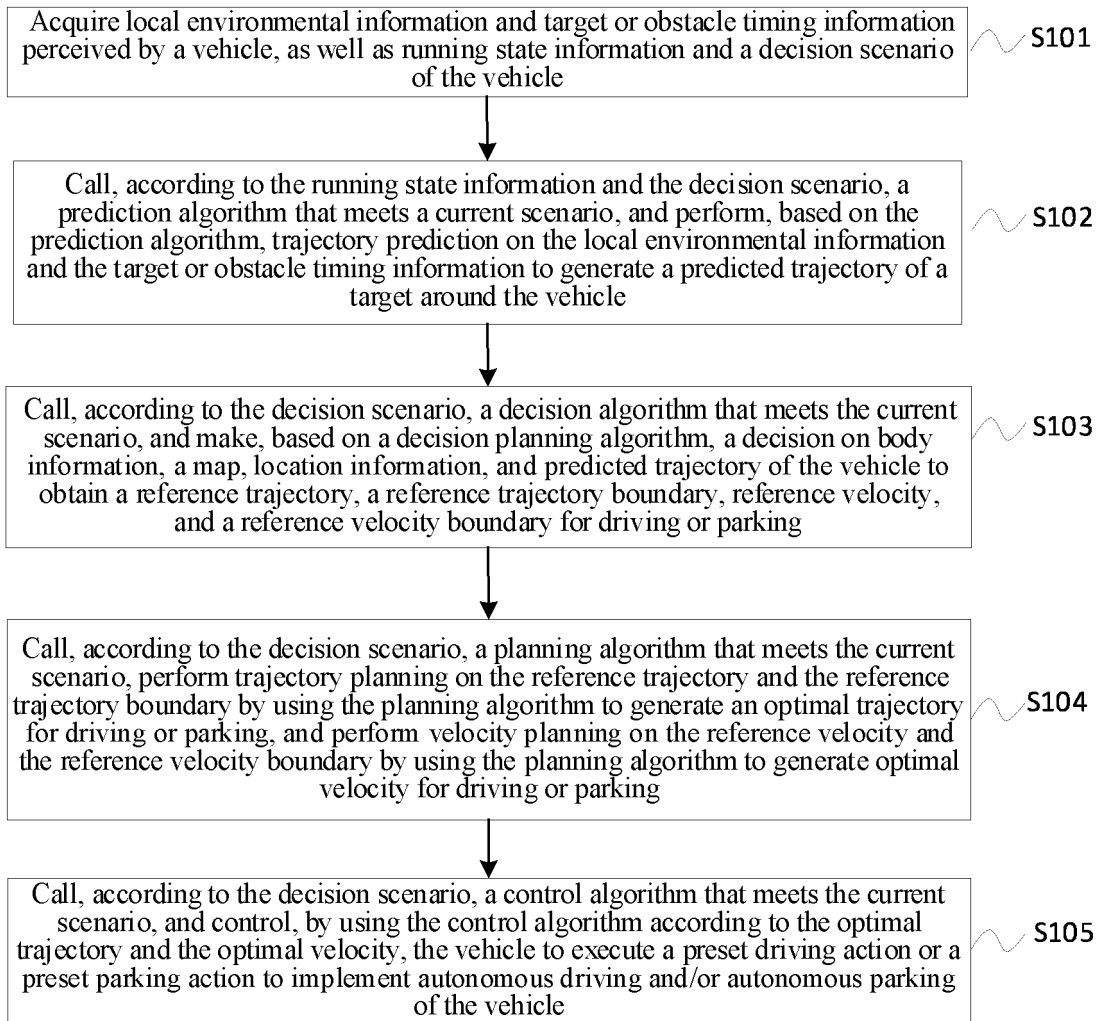 Acquire local environmental information and target or obstacle timing information
perceived by a vehicle, as well as running state information and a decision scenario
of the vehicle
S101
Call, according to the running state information and the decision scenario, a
prediction algorithm that meets a current scenario, and perform, based on the
prediction algorithm, trajectory prediction on the local environmental information
and the target or obstacle timing information to generate a predicted trajectory of a
target around the vehicle
S102
Call, according to the decision scenario, a decision algorithm that meets the current
scenario, and make, based on a decision planning algorithm, a decision on body
information, a map, location information, and predicted trajectory of the vehicle to
obtain a reference trajectory, a reference trajectory boundary, reference velocity,
and a reference velocity boundary for driving or parking
S103
Call, according to the decision scenario, a planning algorithm that meets the current
scenario, perform trajectory planning on the reference trajectory and the reference
trajectory boundary by using the planning algorithm to generate an optimal trajectory
for driving or parking, and perform velocity planning on the reference velocity and
the reference velocity boundary by using the planning algorithm to generate optimal
velocity for driving or parking
S104
Call, according to the decision scenario, a control algorithm that meets the current
scenario, and control, by using the control algorithm according to the optimal
trajectory and the optimal velocity, the vehicle to execute a preset driving action or a
preset parking action to implement autonomous driving and/or autonomous parking
of the vehicle
S105